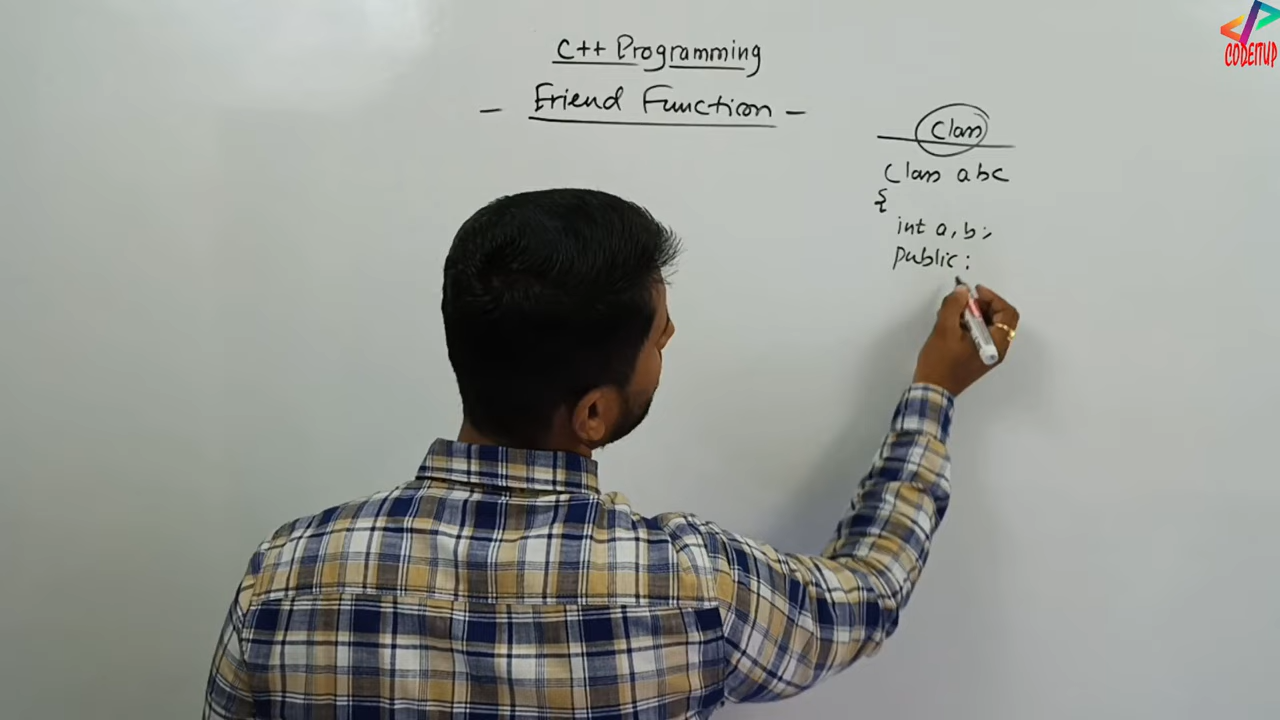 C++ Programming
- Friend Function -
Class
Class abc
{
int a, b;
public:
CODEITUP